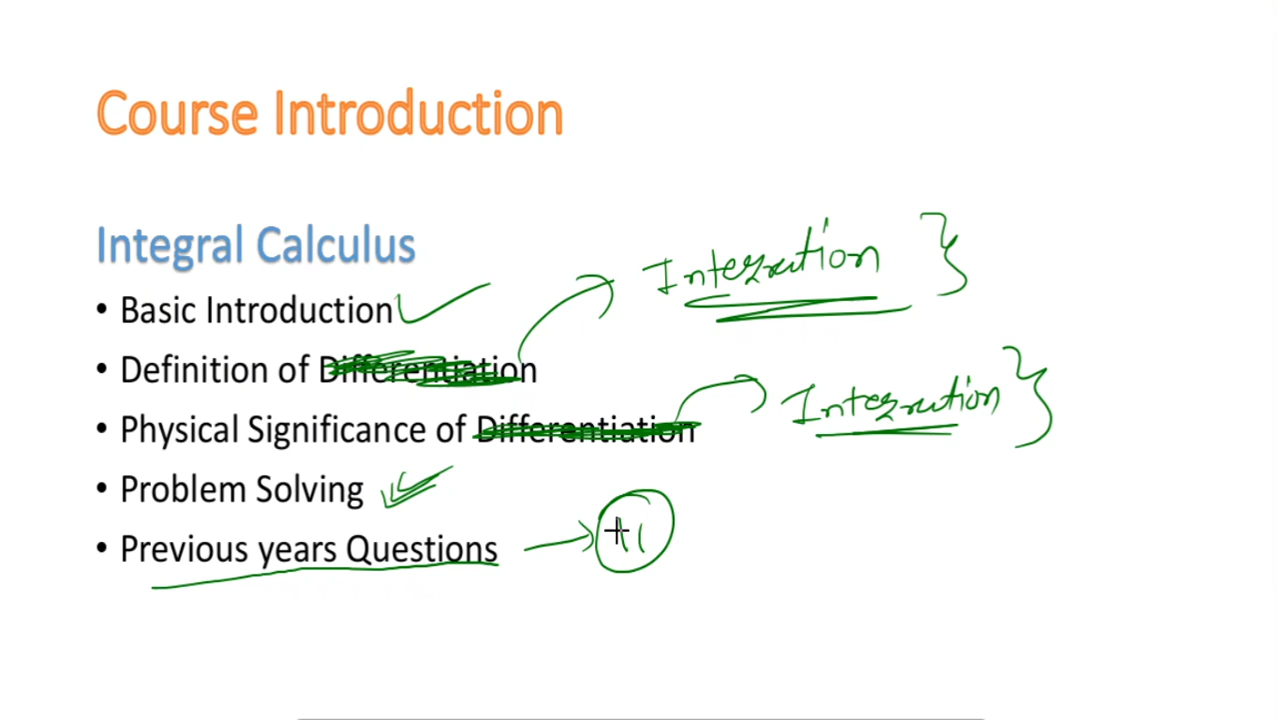 Course Introduction
Integral Calculus
• Basic Introduction
• Definition of Differentiation Integration
• Physical Significance of Differentiation Integration
• Problem Solving
• Previous years Questions